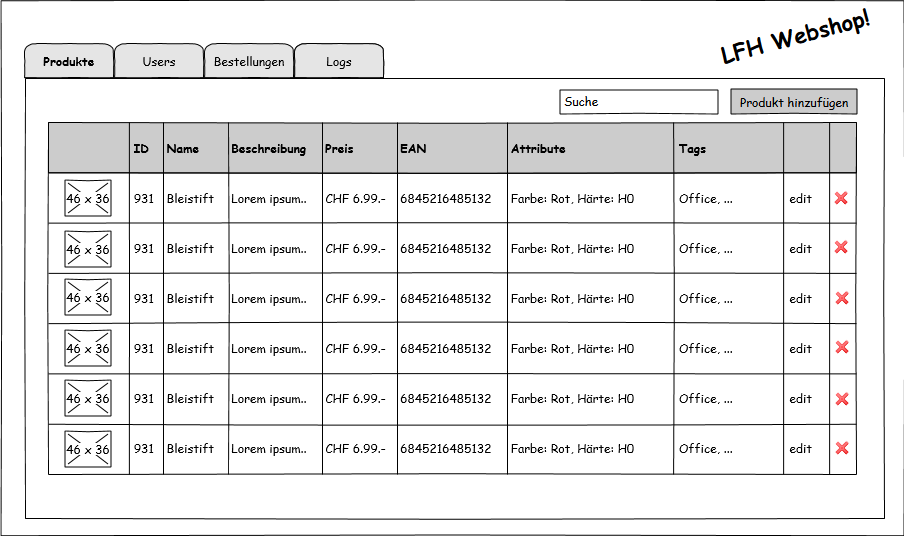 LFH Webshop!
Produkte Users Bestellungen Logs
Suche Produkt hinzufügen
ID Name Beschreibung Preis EAN Attribute Tags
46 x 36 931 Bleistift Lorem ipsum.. CHF 6.99.- 6845216485132 Farbe: Rot, Härte: H0 Office, ... edit
46 x 36 931 Bleistift Lorem ipsum.. CHF 6.99.- 6845216485132 Farbe: Rot, Härte: H0 Office, ... edit
46 x 36 931 Bleistift Lorem ipsum.. CHF 6.99.- 6845216485132 Farbe: Rot, Härte: H0 Office, ... edit
46 x 36 931 Bleistift Lorem ipsum.. CHF 6.99.- 6845216485132 Farbe: Rot, Härte: H0 Office, ... edit
46 x 36 931 Bleistift Lorem ipsum.. CHF 6.99.- 6845216485132 Farbe: Rot, Härte: H0 Office, ... edit
46 x 36 931 Bleistift Lorem ipsum.. CHF 6.99.- 6845216485132 Farbe: Rot, Härte: H0 Office, ... edit